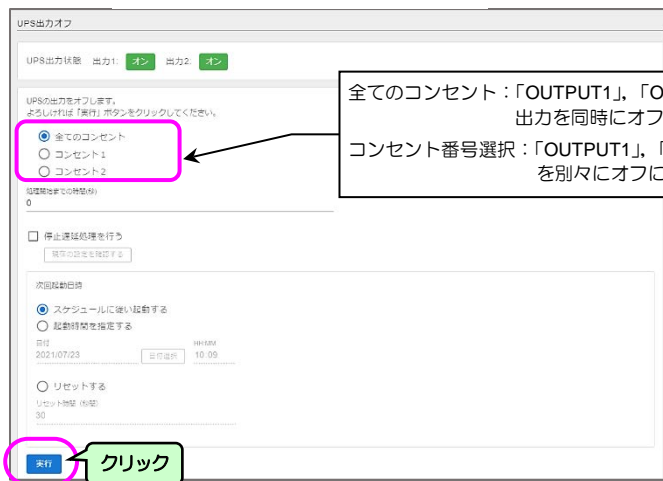 UPS出力オフ
UPS出力状態 出力1: オン 出力2: オン
UPSの出力をオフします。
よろしければ「実行」ボタンをクリックしてください。
全てのコンセント
コンセント1
コンセント2
処理開始までの時間(秒)
0
全てのコンセント：「OUTPUT1」，「O
出力を同時にオフ
コンセント番号選択：「OUTPUT1」，「
を別々にオフに
停止遅延処理を行う
現在の設定を確認する
次回起動日時
スケジュールに従い起動する
起動時間を指定する
日付 HH:MM
2021/07/23 日付選択 10:09
リセットする
リセット時間 (秒間)
30
実行 クリック